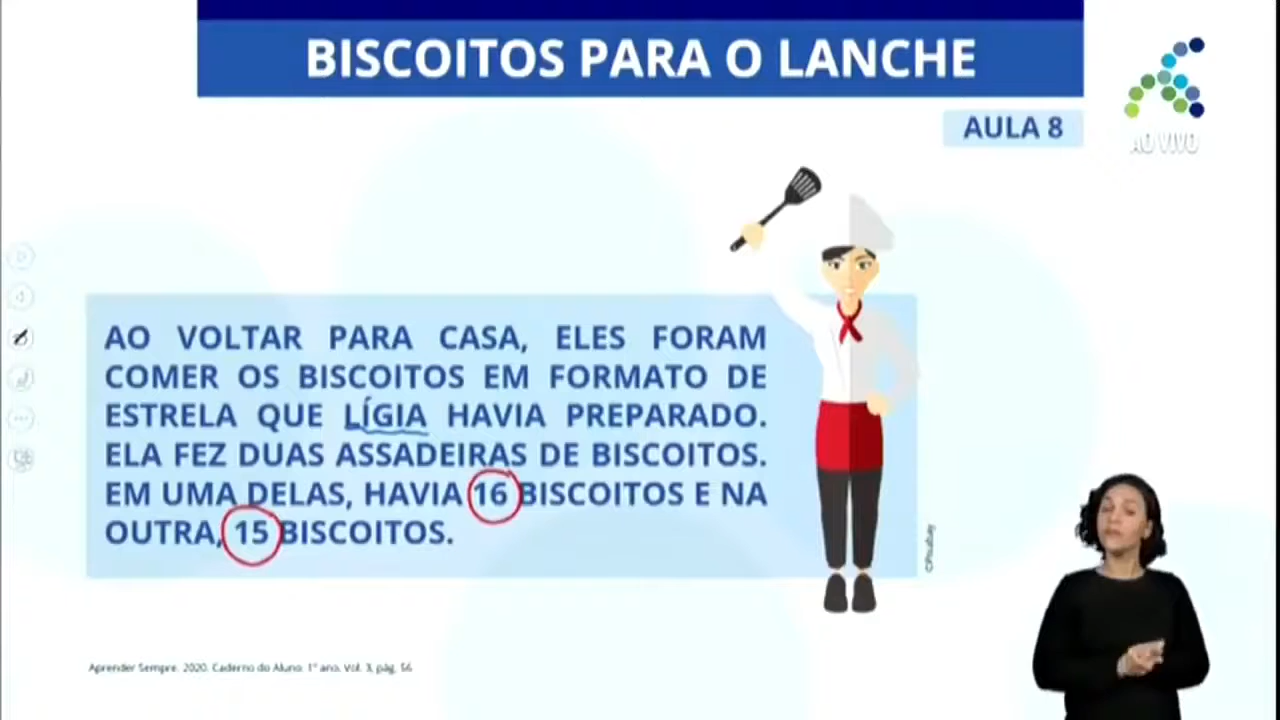 BISCOITOS PARA O LANCHE
AULA 8
AO VIVO
AO VOLTAR PARA CASA, ELES FORAM
COMER OS BISCOITOS EM FORMATO DE
ESTRELA QUE LÍGIA HAVIA PREPARADO.
ELA FEZ DUAS ASSADEIRAS DE BISCOITOS.
EM UMA DELAS, HAVIA 16 BISCOITOS E NA
OUTRA, 15 BISCOITOS.
©Pixabay
Aprender Sempre. 2020. Caderno do Aluno. 1º ano. Vol. 3, pág. 56